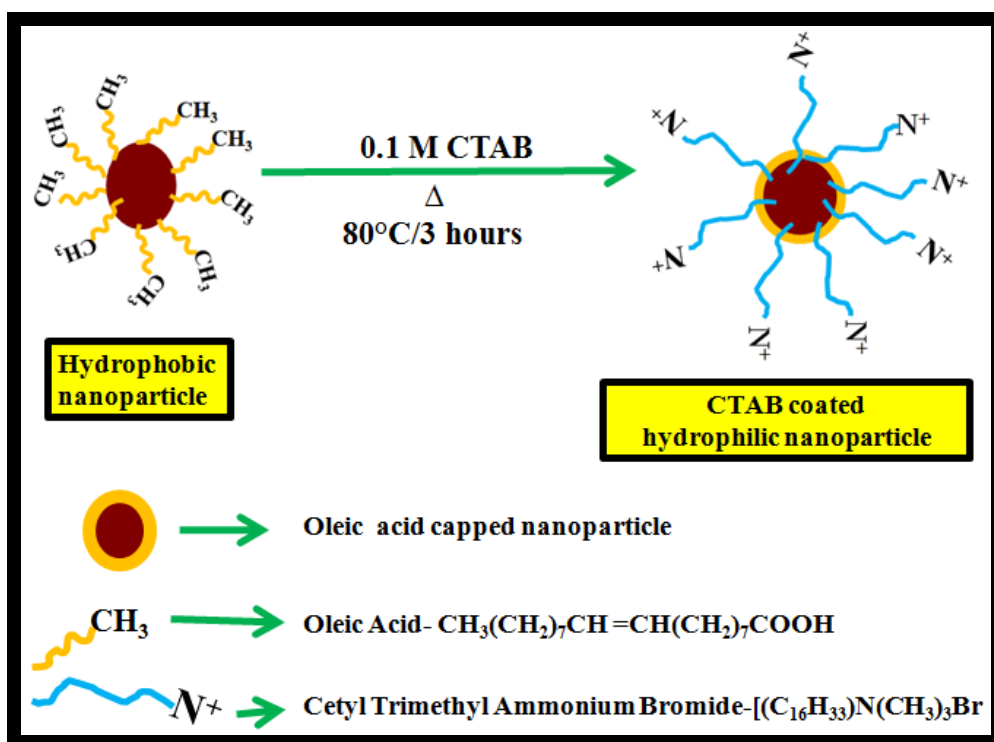 CH₃
CH₃
CH₃
CH₃
CH₃
CH₃
CH₃
CH₃
CH₃
0.1 M CTAB
Δ
80°C/3 hours
N⁺
N⁺
N⁺
N⁺
N⁺
N⁺
N⁺
N⁺
Hydrophobic
nanoparticle
CTAB coated
hydrophilic nanoparticle
Oleic acid capped nanoparticle
CH₃
Oleic Acid- CH₃(CH₂)₇CH =CH(CH₂)₇COOH
N⁺
Cetyl Trimethyl Ammonium Bromide-[(C₁₆H₃₃)N(CH₃)₃Br